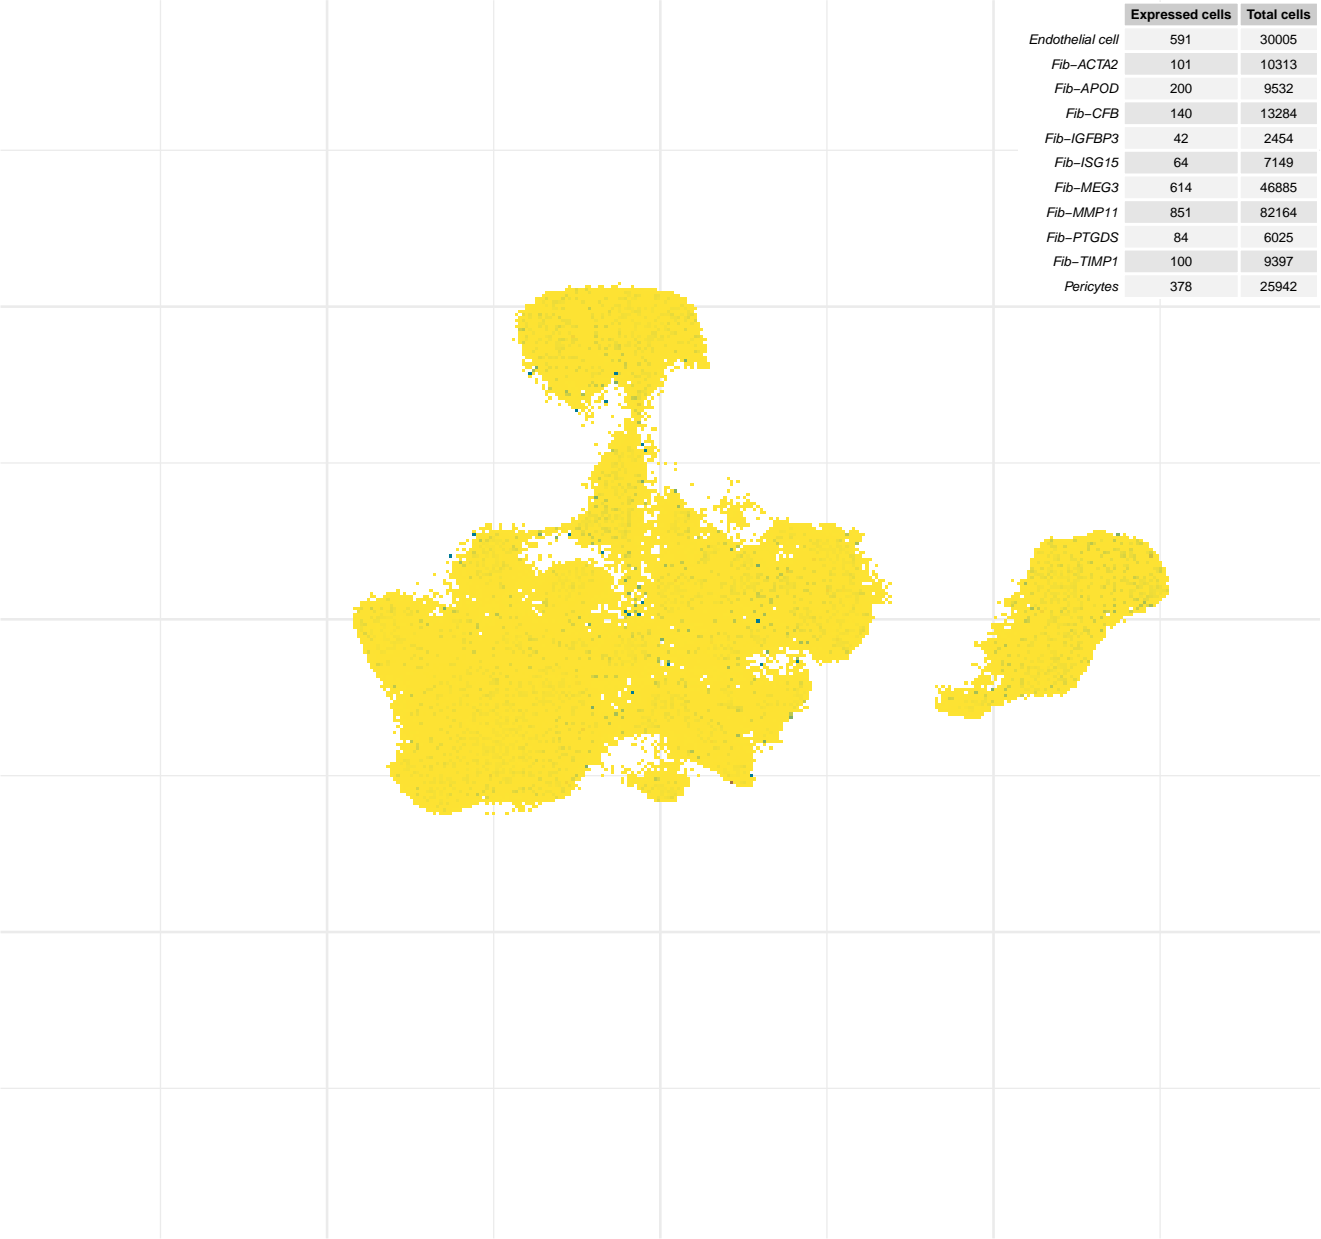 Expressed cells Total cells
Endothelial cell 591 30005
Fib−ACTA2 101 10313
Fib−APOD 200 9532
Fib−CFB 140 13284
Fib−IGFBP3 42 2454
Fib−ISG15 64 7149
Fib−MEG3 614 46885
Fib−MMP11 851 82164
Fib−PTGDS 84 6025
Fib−TIMP1 100 9397
Pericytes 378 25942